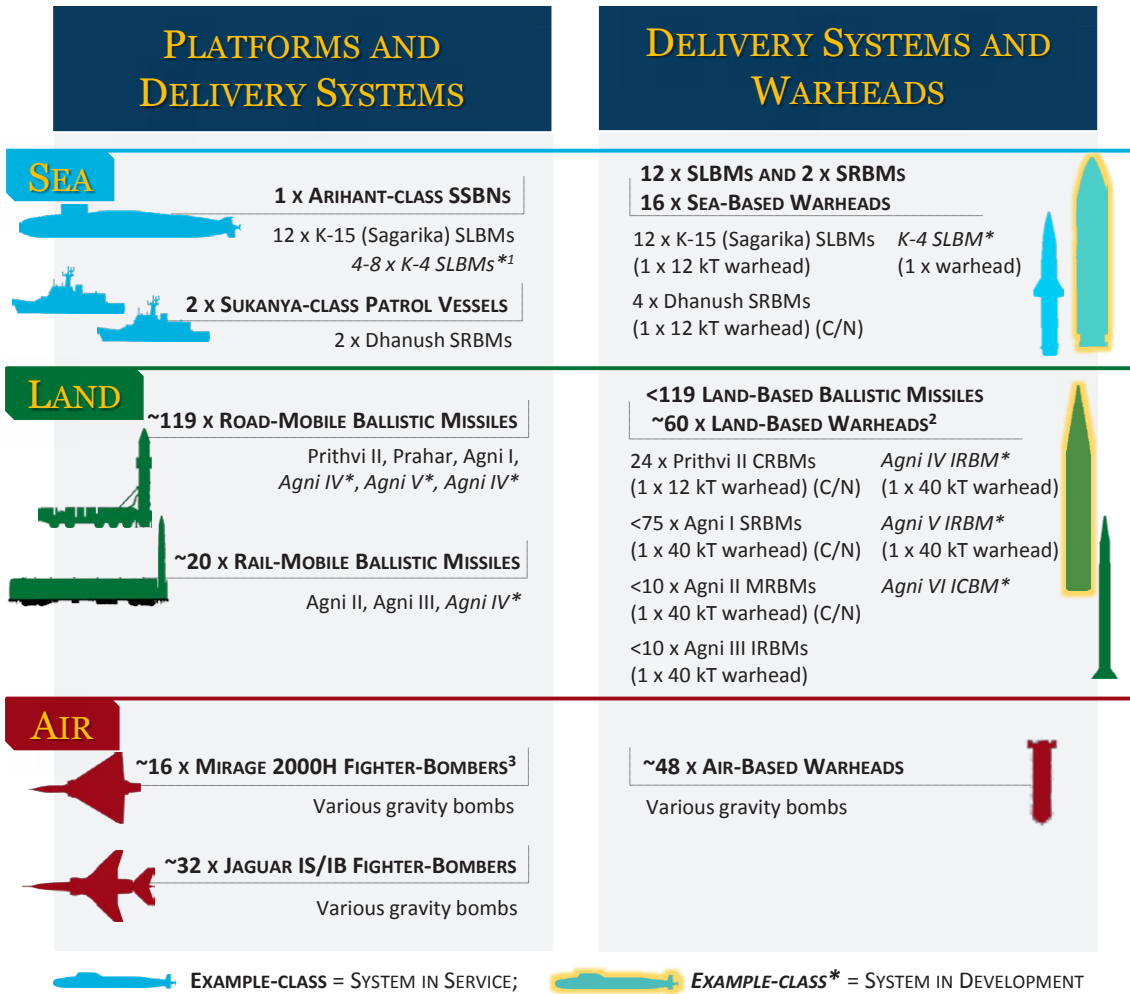 PLATFORMS AND
DELIVERY SYSTEMS
DELIVERY SYSTEMS AND
WARHEADS
SEA
1 X ARIHANT-CLASS SSBNS
12 x K-15 (Sagarika) SLBMs
4-8 x K-4 SLBMs*1
2 X SUKANYA-CLASS PATROL VESSELS
2 x Dhanush SRBMs
12 X SLBMS AND 2 X SRBMS
16 X SEA-BASED WARHEADS
12 x K-15 (Sagarika) SLBMs
(1 x 12 kT warhead)
K-4 SLBM*
(1 x warhead)
4 x Dhanush SRBMs
(1 x 12 kT warhead) (C/N)
LAND
~119 X ROAD-MOBILE BALLISTIC MISSILES
Prithvi II, Prahar, Agni I,
Agni IV*, Agni V*, Agni IV*
~20 X RAIL-MOBILE BALLISTIC MISSILES
Agni II, Agni III, Agni IV*
<119 LAND-BASED BALLISTIC MISSILES
~60 X LAND-BASED WARHEADS2
24 x Prithvi II CRBMs
(1 x 12 kT warhead) (C/N)
<75 x Agni I SRBMs
(1 x 40 kT warhead) (C/N)
<10 x Agni II MRBMs
(1 x 40 kT warhead) (C/N)
<10 x Agni III IRBMs
(1 x 40 kT warhead)
Agni IV IRBM*
(1 x 40 kT warhead)
Agni V IRBM*
(1 x 40 kT warhead)
Agni VI ICBM*
AIR
~16 X MIRAGE 2000H FIGHTER-BOMBERS3
Various gravity bombs
~32 X JAGUAR IS/IB FIGHTER-BOMBERS
Various gravity bombs
~48 X AIR-BASED WARHEADS
Various gravity bombs
EXAMPLE-CLASS = SYSTEM IN SERVICE;
EXAMPLE-CLASS* = SYSTEM IN DEVELOPMENT